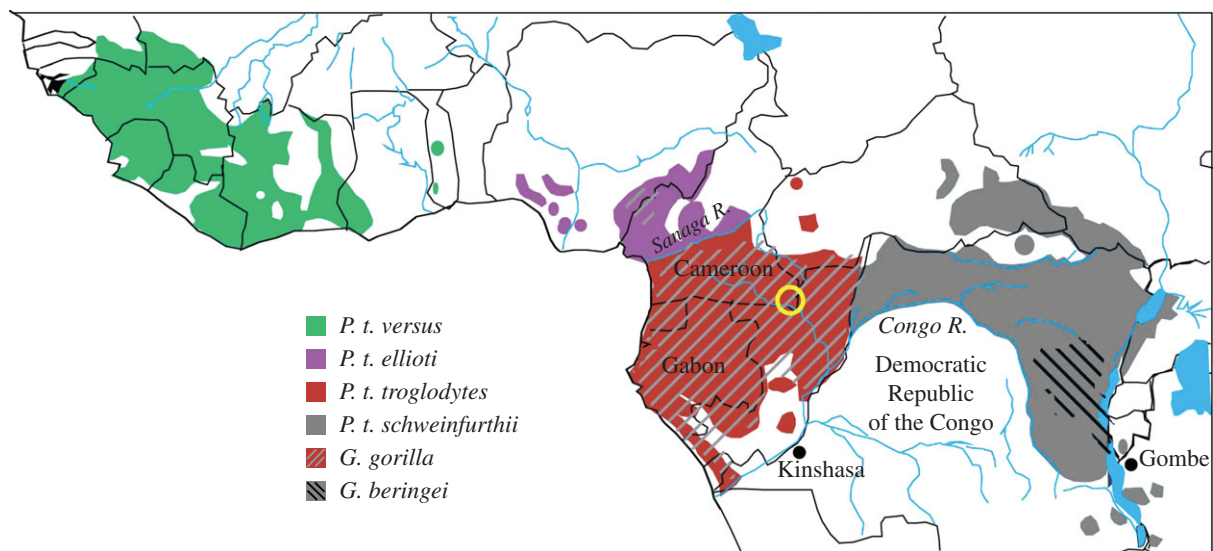 Sanaga R.
Cameroon
P. t. versus
Congo R.
P. t. ellioti
Gabon
Democratic
P. t. troglodytes
Republic
P. t. schweinfurthii
of the Congo
G. gorilla
Kinshasa
Gombe
G. beringei